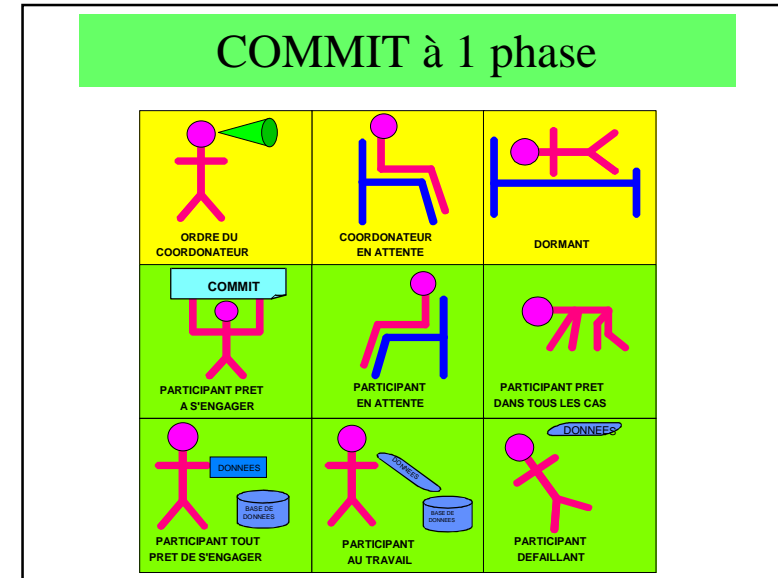 COMMIT à 1 phase
ORDRE DU
COORDONATEUR
COORDONATEUR
EN ATTENTE
DORMANT
COMMIT
PARTICIPANT PRET
A S'ENGAGER
PARTICIPANT
EN ATTENTE
PARTICIPANT PRET
DANS TOUS LES CAS
DONNEES
BASE DE
DONNEES
PARTICIPANT TOUT
PRET DE S'ENGAGER
DONNEES
BASE DE
DONNEES
PARTICIPANT
AU TRAVAIL
DONNEES
PARTICIPANT
DEFAILLANT